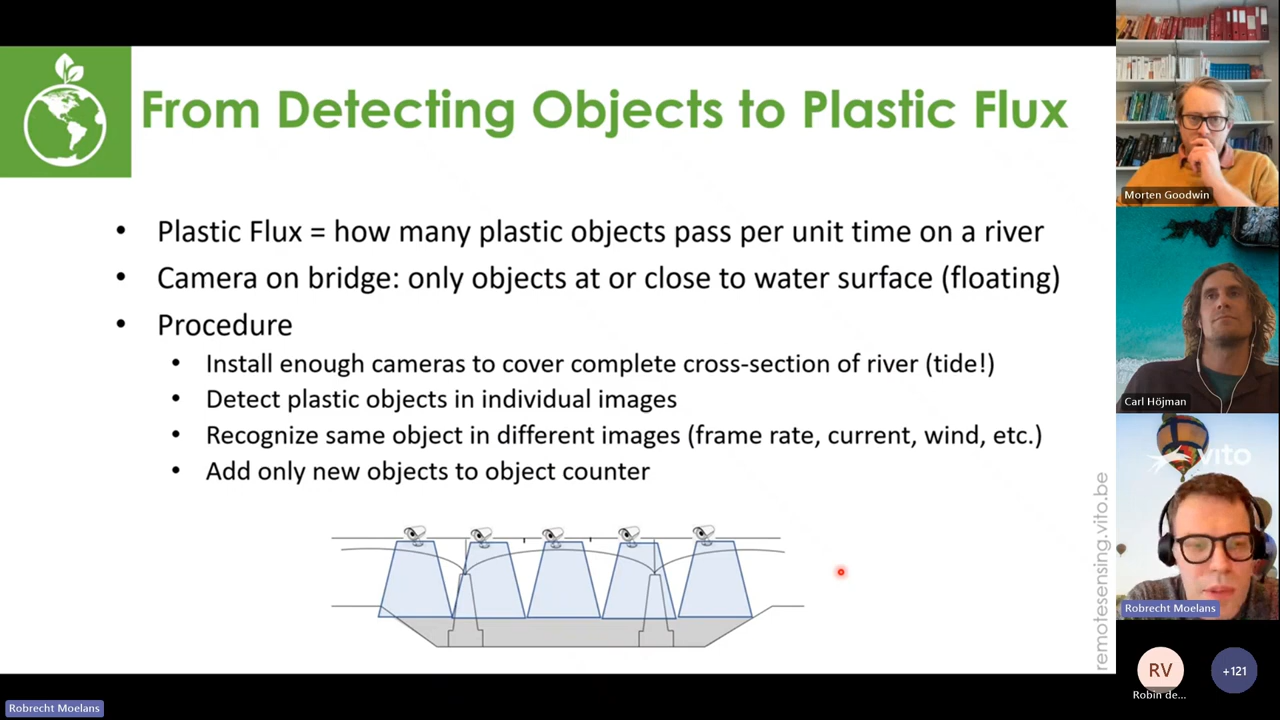 From Detecting Objects to Plastic Flux
• Plastic Flux = how many plastic objects pass per unit time on a river
• Camera on bridge: only objects at or close to water surface (floating)
• Procedure
• Install enough cameras to cover complete cross-section of river (tide!)
• Detect plastic objects in individual images
• Recognize same object in different images (frame rate, current, wind, etc.)
• Add only new objects to object counter
remotesensing.vito.be
Morten Goodwin
Carl Höjman
vito
Robrecht Moelans
RV
Robin de...
+121
Robrecht Moelans